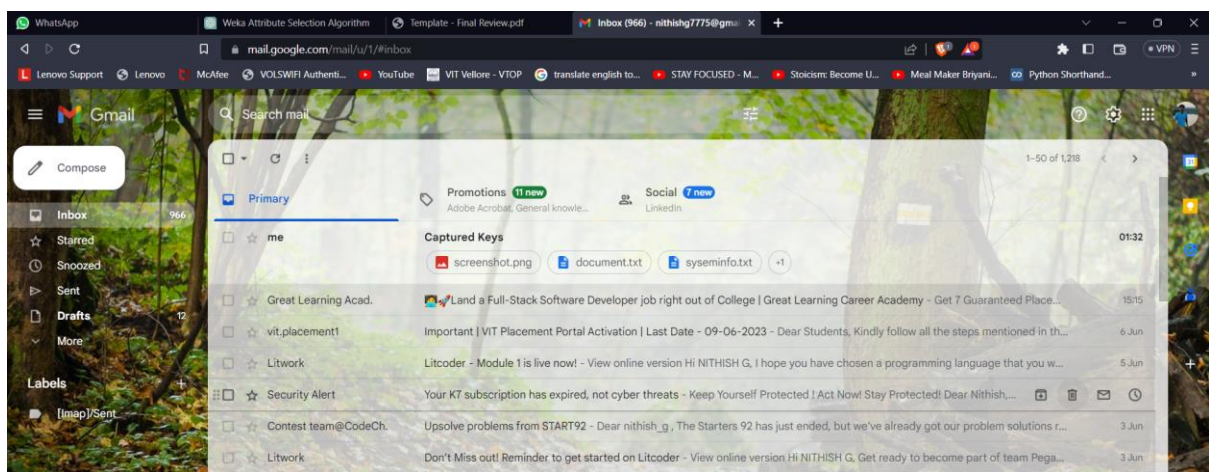 WhatsApp
Weka Attribute Selection Algorithm
Template - Final Review.pdf
Inbox (966) - nithishg7775@gmai
mail.google.com/mail/u/1/#inbox
VPN
Lenovo Support
Lenovo
McAfee
VOLSWIFI Authenti...
YouTube
VIT Vellore - VTOP
translate english to...
STAY FOCUSED - M...
Stoicism: Become U...
Meal Maker Briyani...
Python Shorthand...
Gmail
Search mail
Compose
1–50 of 1,218
Primary
Promotions 11 new
Adobe Acrobat, General knowle...
Social 7 new
LinkedIn
Inbox 966
Starred
Snoozed
Sent
Drafts 12
More
Labels
[Imap]/Sent
me Captured Keys 01:32
screenshot.png document.txt syseminfo.txt +1
Great Learning Acad. Land a Full-Stack Software Developer job right out of College | Great Learning Career Academy - Get 7 Guaranteed Place... 15:15
vit.placement1 Important | VIT Placement Portal Activation | Last Date - 09-06-2023 - Dear Students, Kindly follow all the steps mentioned in th... 6 Jun
Litwork Litcoder - Module 1 is live now! - View online version Hi NITHISH G, I hope you have chosen a programming language that you w... 5 Jun
Security Alert Your K7 subscription has expired, not cyber threats - Keep Yourself Protected ! Act Now! Stay Protected! Dear Nithish,...
Contest team@CodeCh. Upsolve problems from START92 - Dear nithish_g , The Starters 92 has just ended, but we've already got our problem solutions r... 3 Jun
Litwork Don't Miss out! Reminder to get started on Litcoder - View online version Hi NITHISH G, Get ready to become part of team Pega... 3 Jun